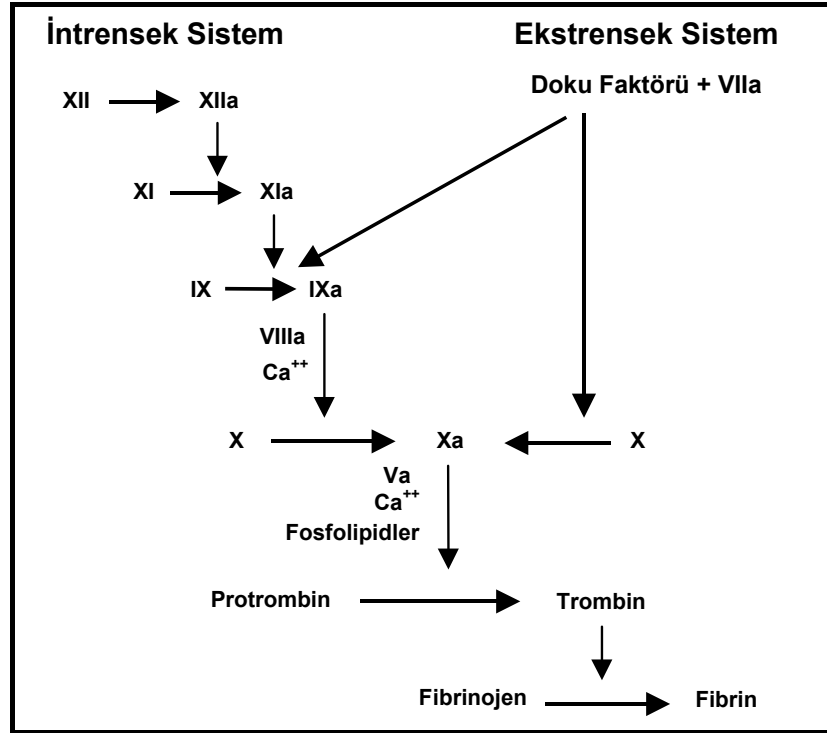 İntrensek Sistem
Ekstrensek Sistem
Doku Faktörü + VIIa
XII
XIIa
XI
XIa
IX
IXa
VIIIa
Ca++
X
Xa
X
Va
Ca++
Fosfolipidler
Protrombin
Trombin
Fibrinojen
Fibrin